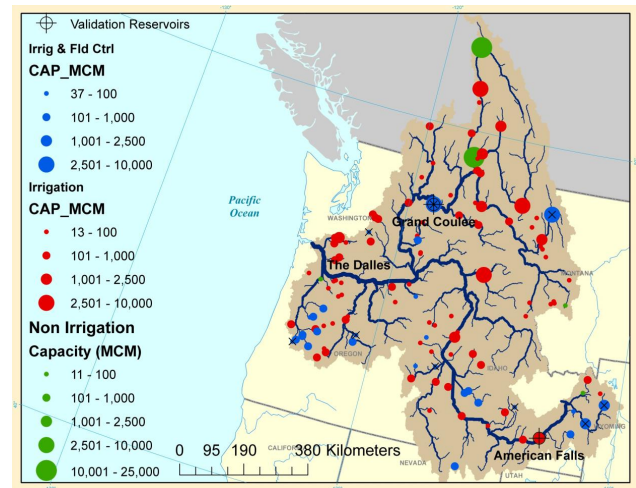 Validation Reservoirs
Irrig & Fld Ctrl
CAP_MCM
37 - 100
101 - 1,000
1,001 - 2,500
2,501 - 10,000
Irrigation
CAP_MCM
13 - 100
101 - 1,000
1,001 - 2,500
2,501 - 10,000
Non Irrigation
Capacity (MCM)
11 - 100
101 - 1,000
1,001 - 2,500
2,501 - 10,000
10,001 - 25,000
Pacific
Ocean
WASHINGTON
Grand Coulee
The Dalles
MONTANA
OREGON
IDAHO
WYOMING
American Falls
NEVADA
UTAH
0 95 190 380 Kilometers